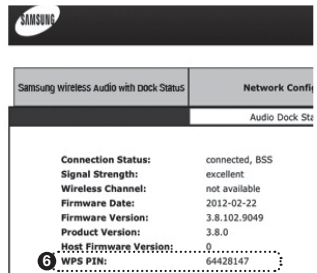 SAMSUNG
Samsung Wireless Audio with Dock Status
Network Config
Audio Dock Sta
Connection Status: connected, BSS
Signal Strength: excellent
Wireless Channel: not available
Firmware Date: 2012-02-22
Firmware Version: 3.8.102.9049
Product Version: 3.8.0
Host Firmware Version: 0
6 WPS PIN: 64428147